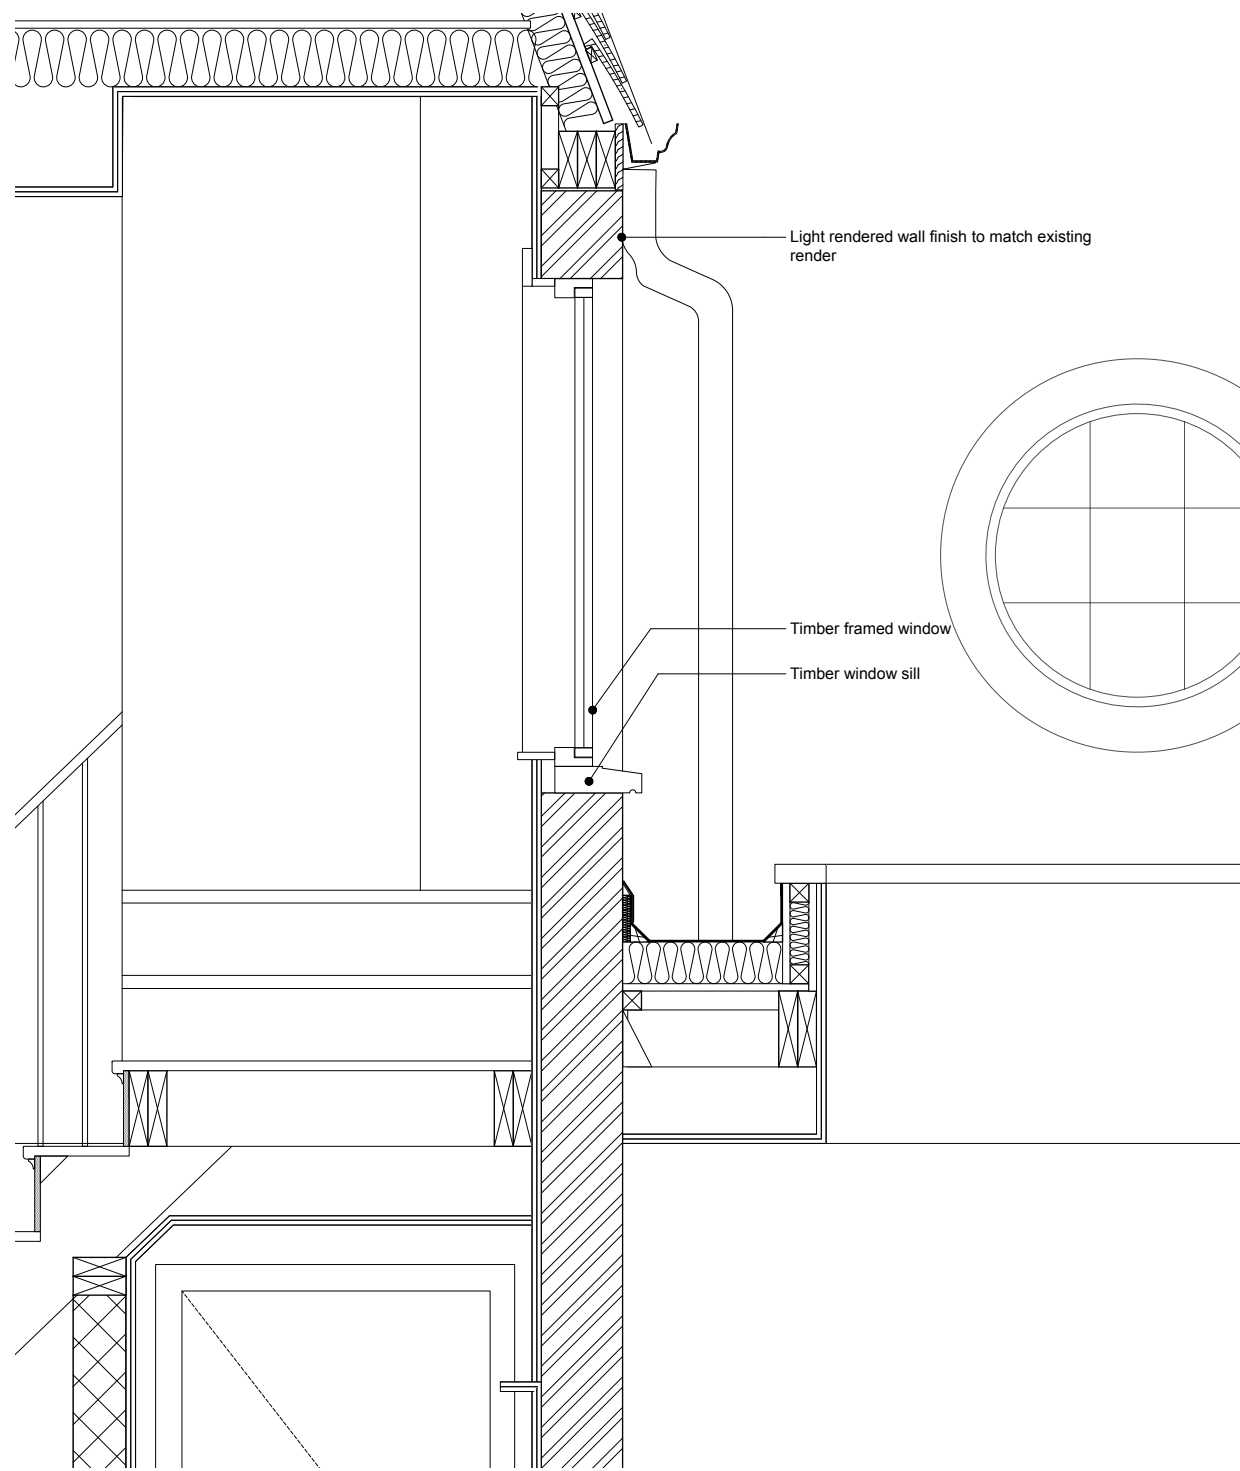 Light rendered wall finish to match existing
render
Timber framed window
Timber window sill